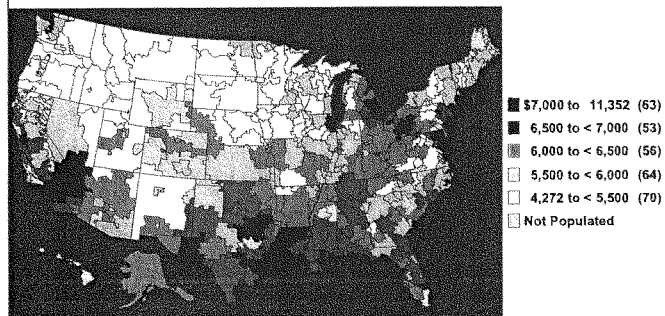 $7,000 to 11,352 (63)
6,500 to < 7,000 (53)
6,000 to < 6,500 (56)
5,500 to < 6,000 (64)
4,272 to < 5,500 (70)
Not Populated